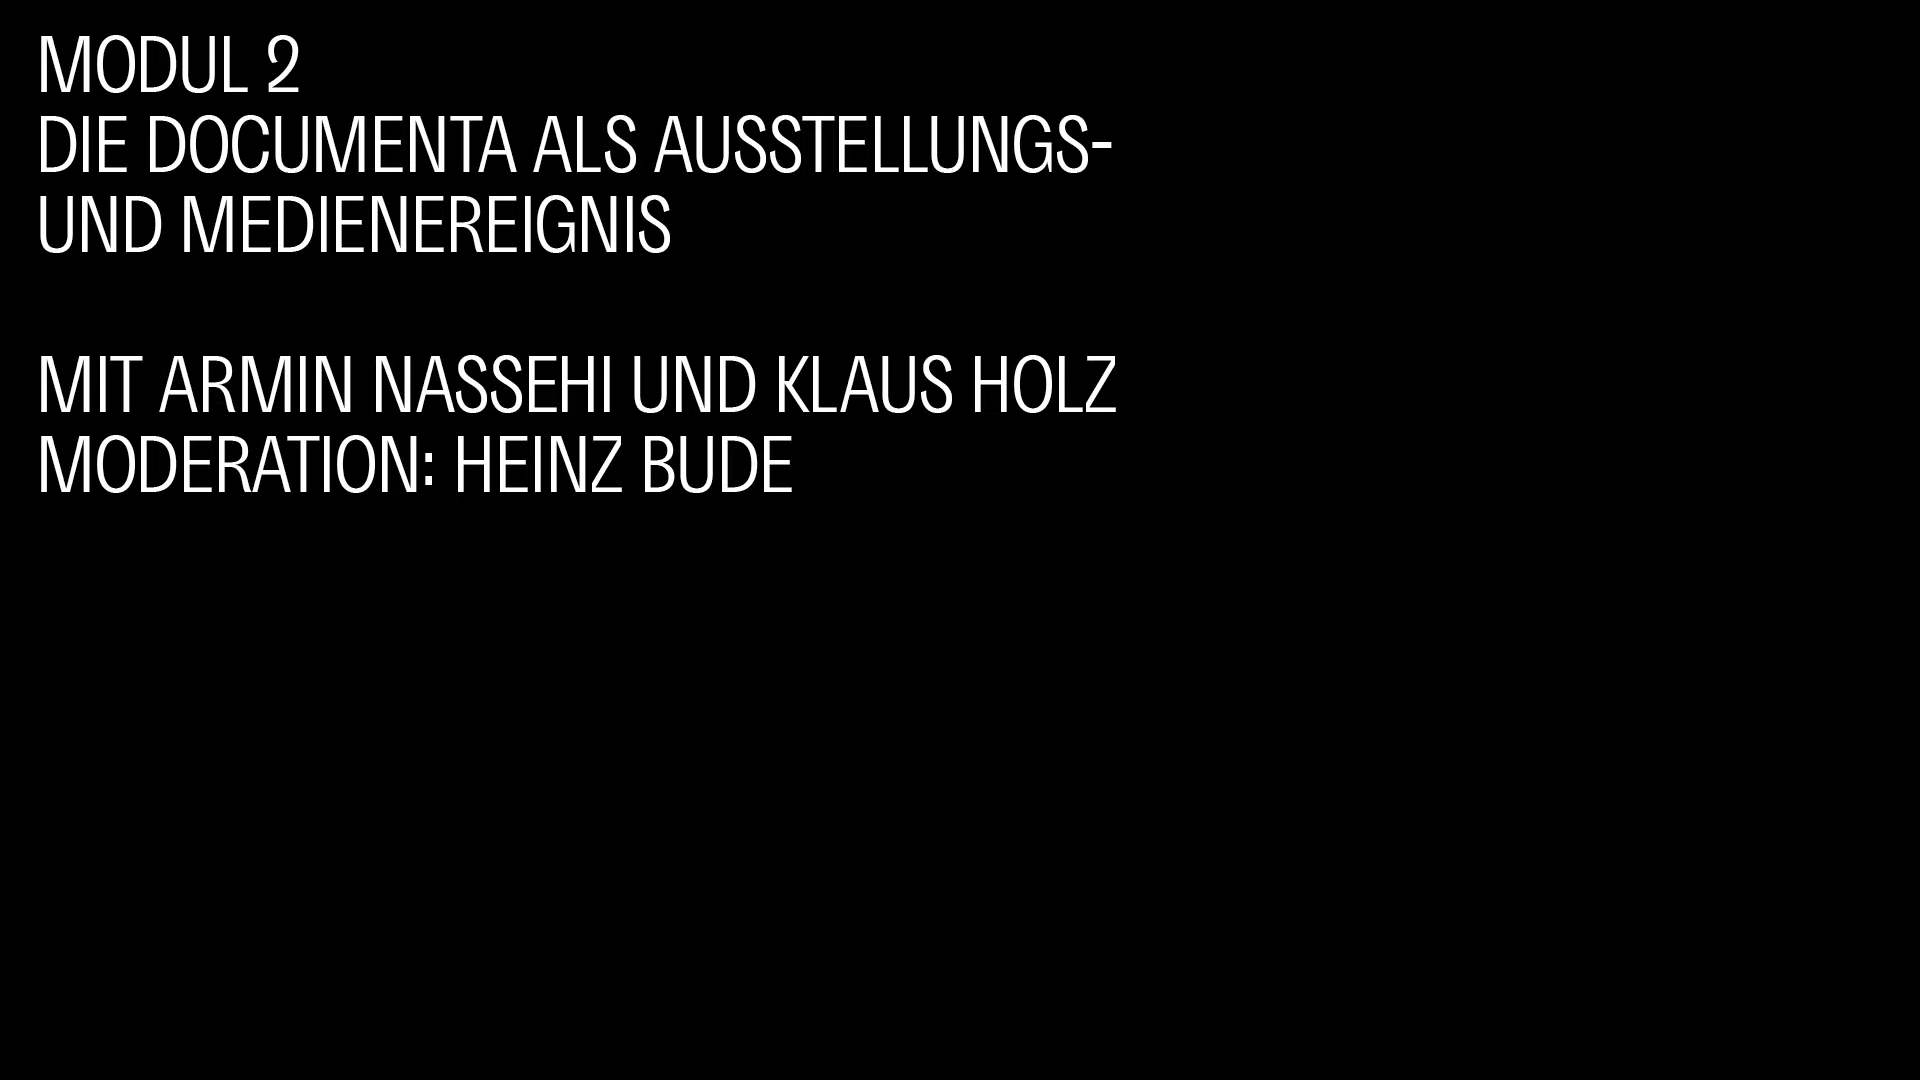 MODUL 2
DIE DOCUMENTA ALS AUSSTELLUNGS-
UND MEDIENEREIGNIS
MIT ARMIN NASSEHI UND KLAUS HOLZ
MODERATION: HEINZ BUDE